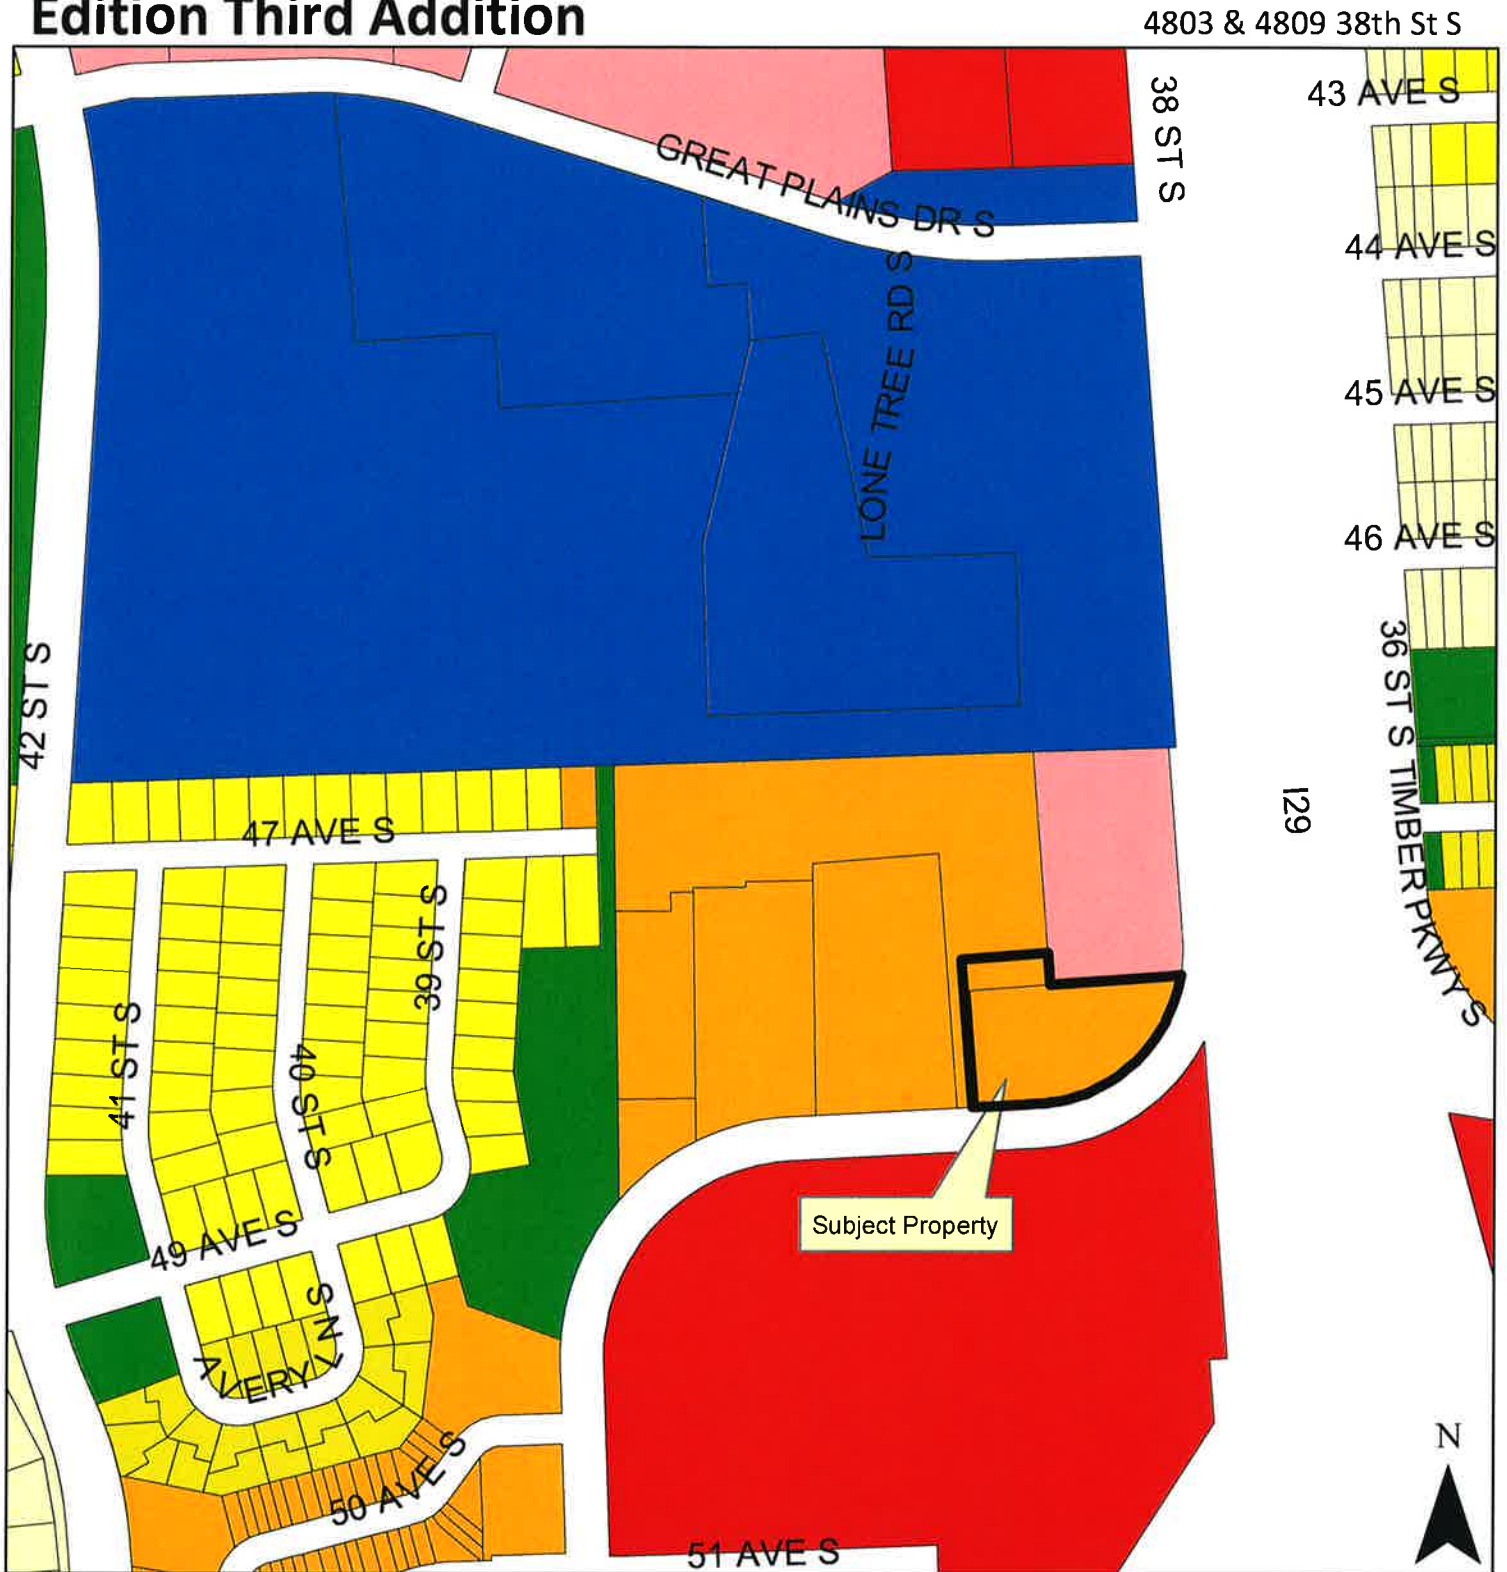 Edition Third Addition
4803 & 4809 38th St S
38 ST S
43 AVE S
GREAT PLAINS DR S
44 AVE S
LONE TREE RD S
45 AVE S
46 AVE S
42 ST S
36 ST S TIMBER PKWY S
I29
47 AVE S
39 ST S
41 ST S
40 ST S
Subject Property
49 AVE S
AVERY LN S
N
50 AVE S
51 AVE S